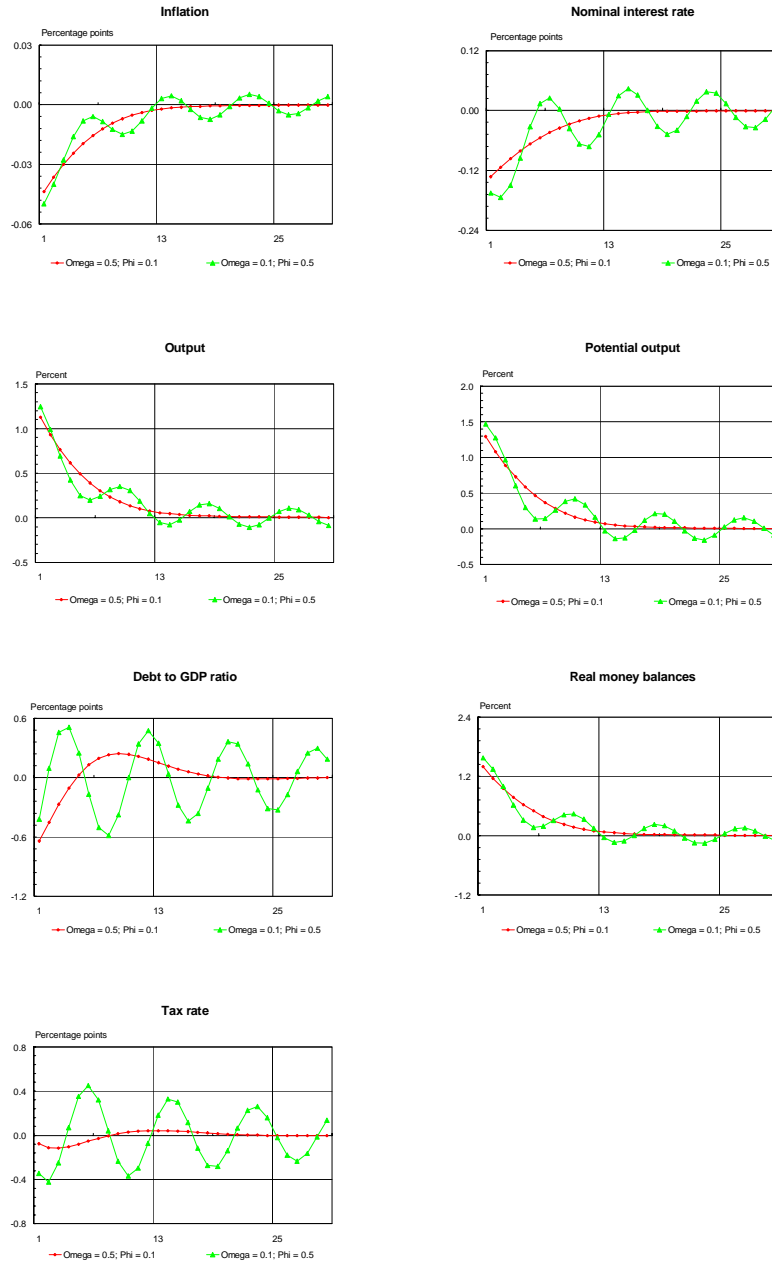 Inflation
Percentage points
0.03
0.00
-0.03
-0.06
1 13 25
Omega = 0.5; Phi = 0.1 Omega = 0.1; Phi = 0.5
Nominal interest rate
Percentage points
0.12
0.00
-0.12
-0.24
1 13 25
Omega = 0.5; Phi = 0.1 Omega = 0.1; Phi = 0.5
Output
Percent
1.5
1.0
0.5
0.0
-0.5
1 13 25
Omega = 0.5; Phi = 0.1 Omega = 0.1; Phi = 0.5
Potential output
Percent
2.0
1.5
1.0
0.5
0.0
-0.5
1 13 25
Omega = 0.5; Phi = 0.1 Omega = 0.1; Phi = 0.5
Debt to GDP ratio
Percentage points
0.6
0.0
-0.6
-1.2
1 13 25
Omega = 0.5; Phi = 0.1 Omega = 0.1; Phi = 0.5
Real money balances
Percent
2.4
1.2
0.0
-1.2
1 13 25
Omega = 0.5; Phi = 0.1 Omega = 0.1; Phi = 0.5
Tax rate
Percentage points
0.8
0.4
0.0
-0.4
-0.8
1 13 25
Omega = 0.5; Phi = 0.1 Omega = 0.1; Phi = 0.5